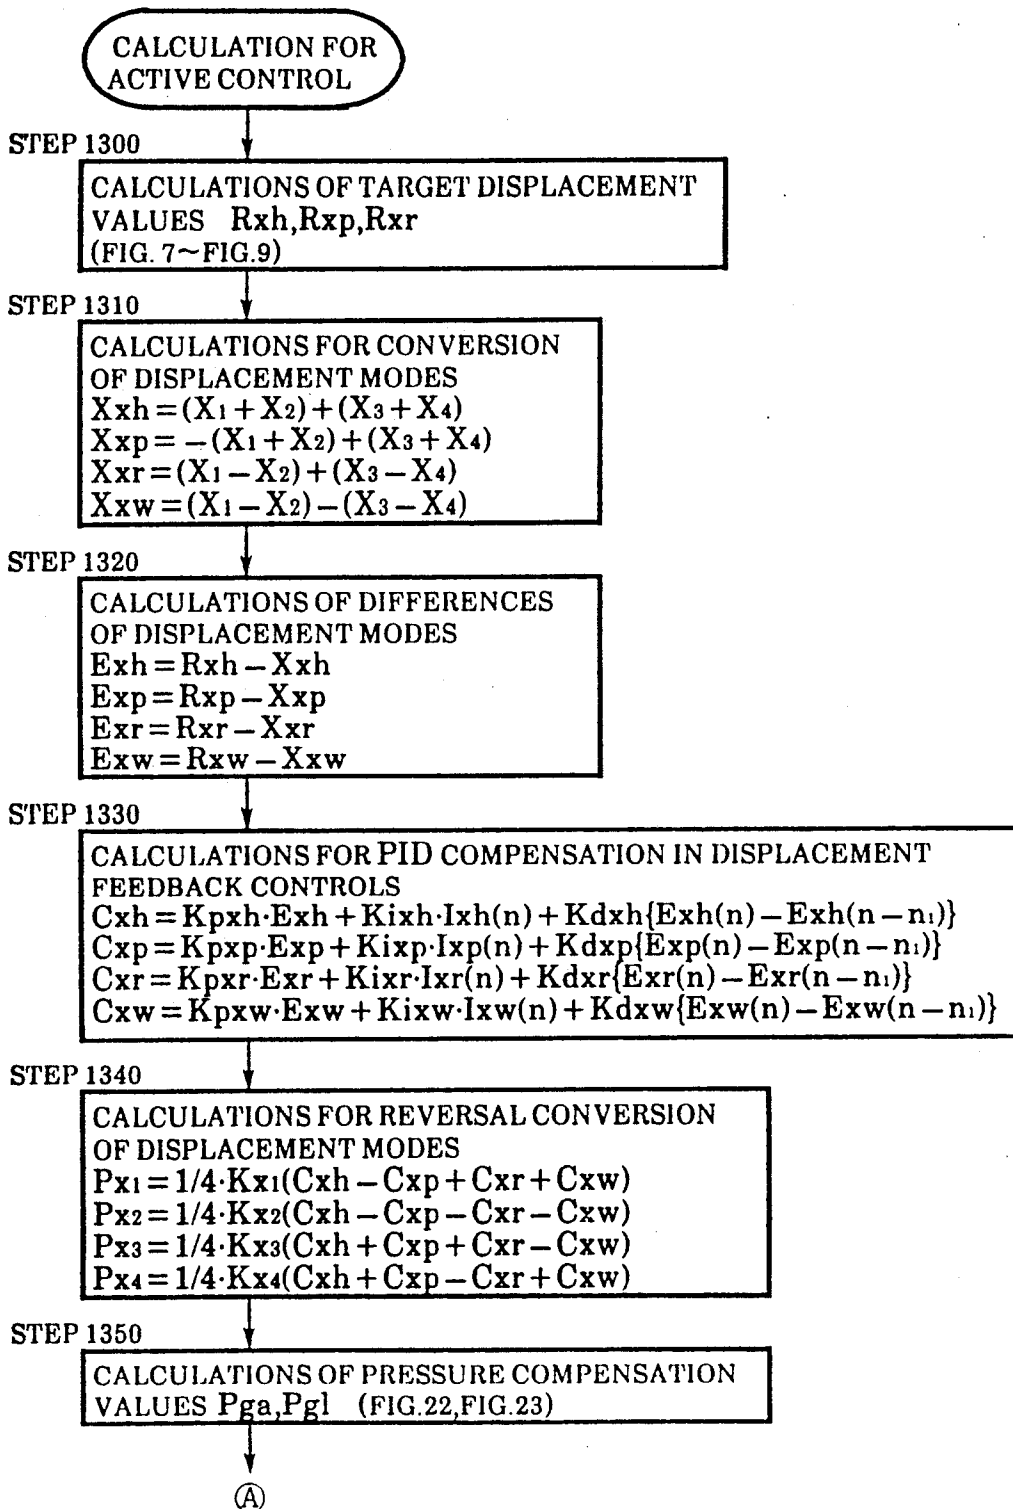 CALCULATION FOR
ACTIVE CONTROL
STEP 1300
CALCULATIONS OF TARGET DISPLACEMENT
VALUES Rxh,Rxp,Rxr
(FIG. 7~FIG.9)
STEP 1310
CALCULATIONS FOR CONVERSION
OF DISPLACEMENT MODES
Xxh=(X1+X2)+(X3+X4)
Xxp=-(X1+X2)+(X3+X4)
Xxr=(X1-X2)+(X3-X4)
Xxw=(X1-X2)-(X3-X4)
STEP 1320
CALCULATIONS OF DIFFERENCES
OF DISPLACEMENT MODES
Exh=Rxh-Xxh
Exp=Rxp-Xxp
Exr=Rxr-Xxr
Exw=Rxw-Xxw
STEP 1330
CALCULATIONS FOR PID COMPENSATION IN DISPLACEMENT
FEEDBACK CONTROLS
Cxh=Kpxh·Exh+Kixh·Ixh(n)+Kdxh{Exh(n)-Exh(n-n1)}
Cxp=Kpxp·Exp+Kixp·Ixp(n)+Kdxp{Exp(n)-Exp(n-n1)}
Cxr=Kpxr·Exr+Kixr·Ixr(n)+Kdxr{Exr(n)-Exr(n-n1)}
Cxw=Kpxw·Exw+Kixw·Ixw(n)+Kdxw{Exw(n)-Exw(n-n1)}
STEP 1340
CALCULATIONS FOR REVERSAL CONVERSION
OF DISPLACEMENT MODES
Px1=1/4·Kx1(Cxh-Cxp+Cxr+Cxw)
Px2=1/4·Kx2(Cxh-Cxp-Cxr-Cxw)
Px3=1/4·Kx3(Cxh+Cxp+Cxr-Cxw)
Px4=1/4·Kx4(Cxh+Cxp-Cxr+Cxw)
STEP 1350
CALCULATIONS OF PRESSURE COMPENSATION
VALUES Pga,Pgl (FIG.22,FIG.23)
Ⓐ